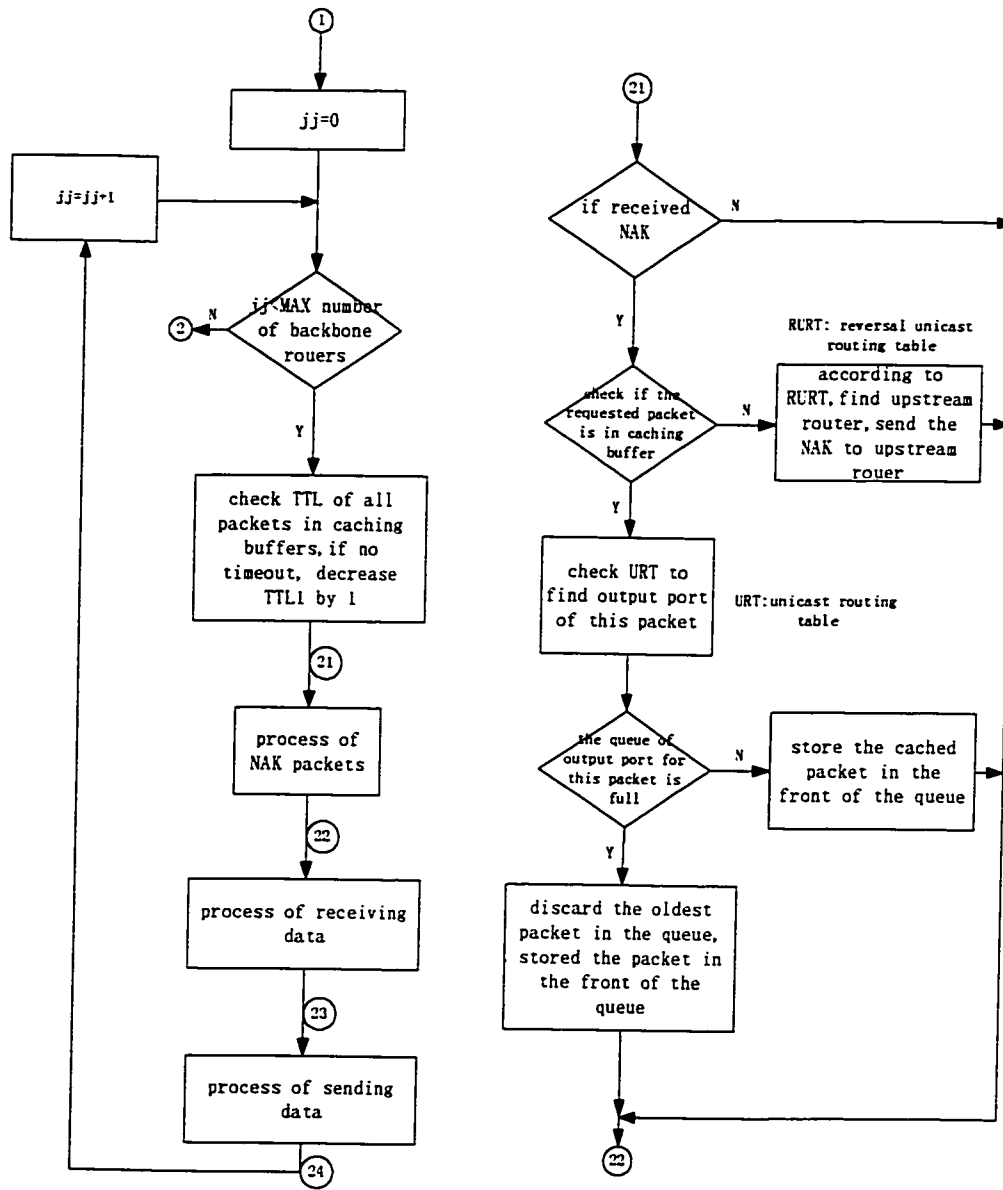 1
jj=0
jj=jj+1
jj<MAX number
of backbone
rouers
N
2
Y
check TTL of all
packets in caching
buffers, if no
timeout, decrease
TTL1 by 1
21
process of
NAK packets
22
process of receiving
data
23
process of sending
data
24
21
if received
NAK
N
Y
RURT: reversal unicast
routing table
check if the
requested packet
is in caching
buffer
N
according to
RURT, find upstream
router, send the
NAK to upstream
rouer
Y
check URT to
find output port
of this packet
URT:unicast routing
table
the queue of
output port for
this packet is
full
N
store the cached
packet in the
front of the queue
Y
discard the oldest
packet in the queue,
stored the packet in
the front of the
queue
22